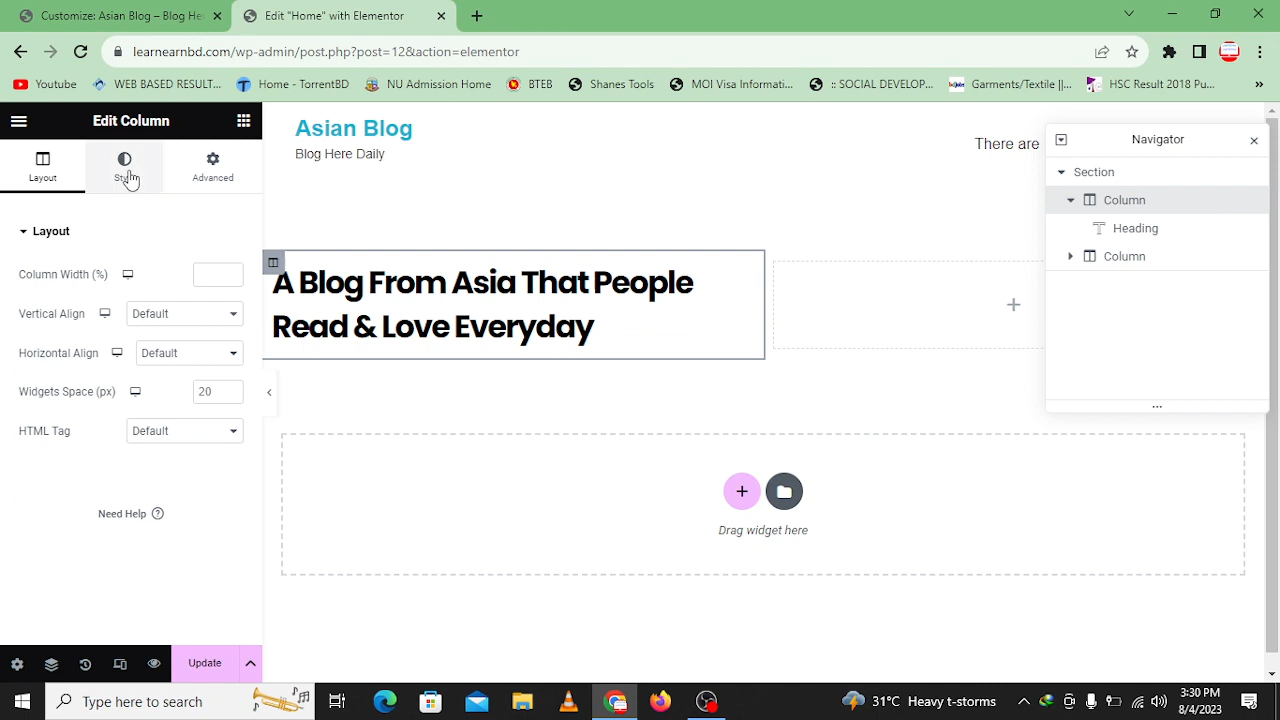 Customize: Asian Blog – Blog He
Edit "Home" with Elementor
learnearnbd.com/wp-admin/post.php?post=12&action=elementor
Youtube
WEB BASED RESULT...
Home - TorrentBD
NU Admission Home
BTEB
Shanes Tools
MOI Visa Informati...
:: SOCIAL DEVELOP...
Garments/Textile ||...
HSC Result 2018 Pu...
»
Edit Column
Layout
Advanced
Layout
Column Width (%)
Vertical Align
Default
Horizontal Align
Default
Widgets Space (px)
20
HTML Tag
Default
Need Help
Update
Asian Blog
Blog Here Daily
There are
A Blog From Asia That People
Read & Love Everyday
Drag widget here
Navigator
Section
Column
Heading
Column
Type here to search
31°C Heavy t-storms
3:30 PM
8/4/2023